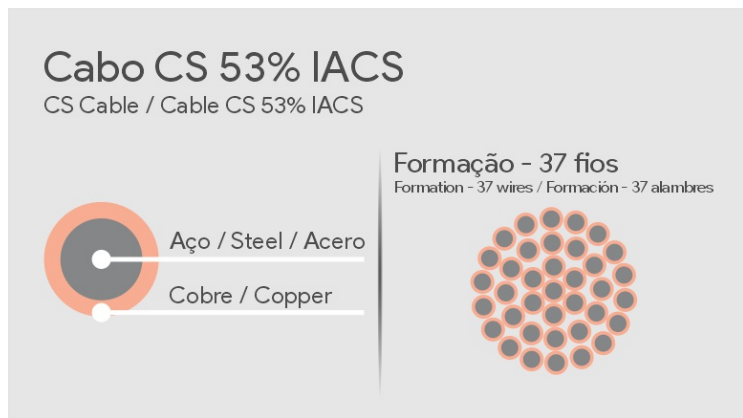 Cabo CS 53% IACS
CS Cable / Cable CS 53% IACS
Aço / Steel / Acero
Cobre / Copper
Formação - 37 fios
Formation - 37 wires / Formación - 37 alambres